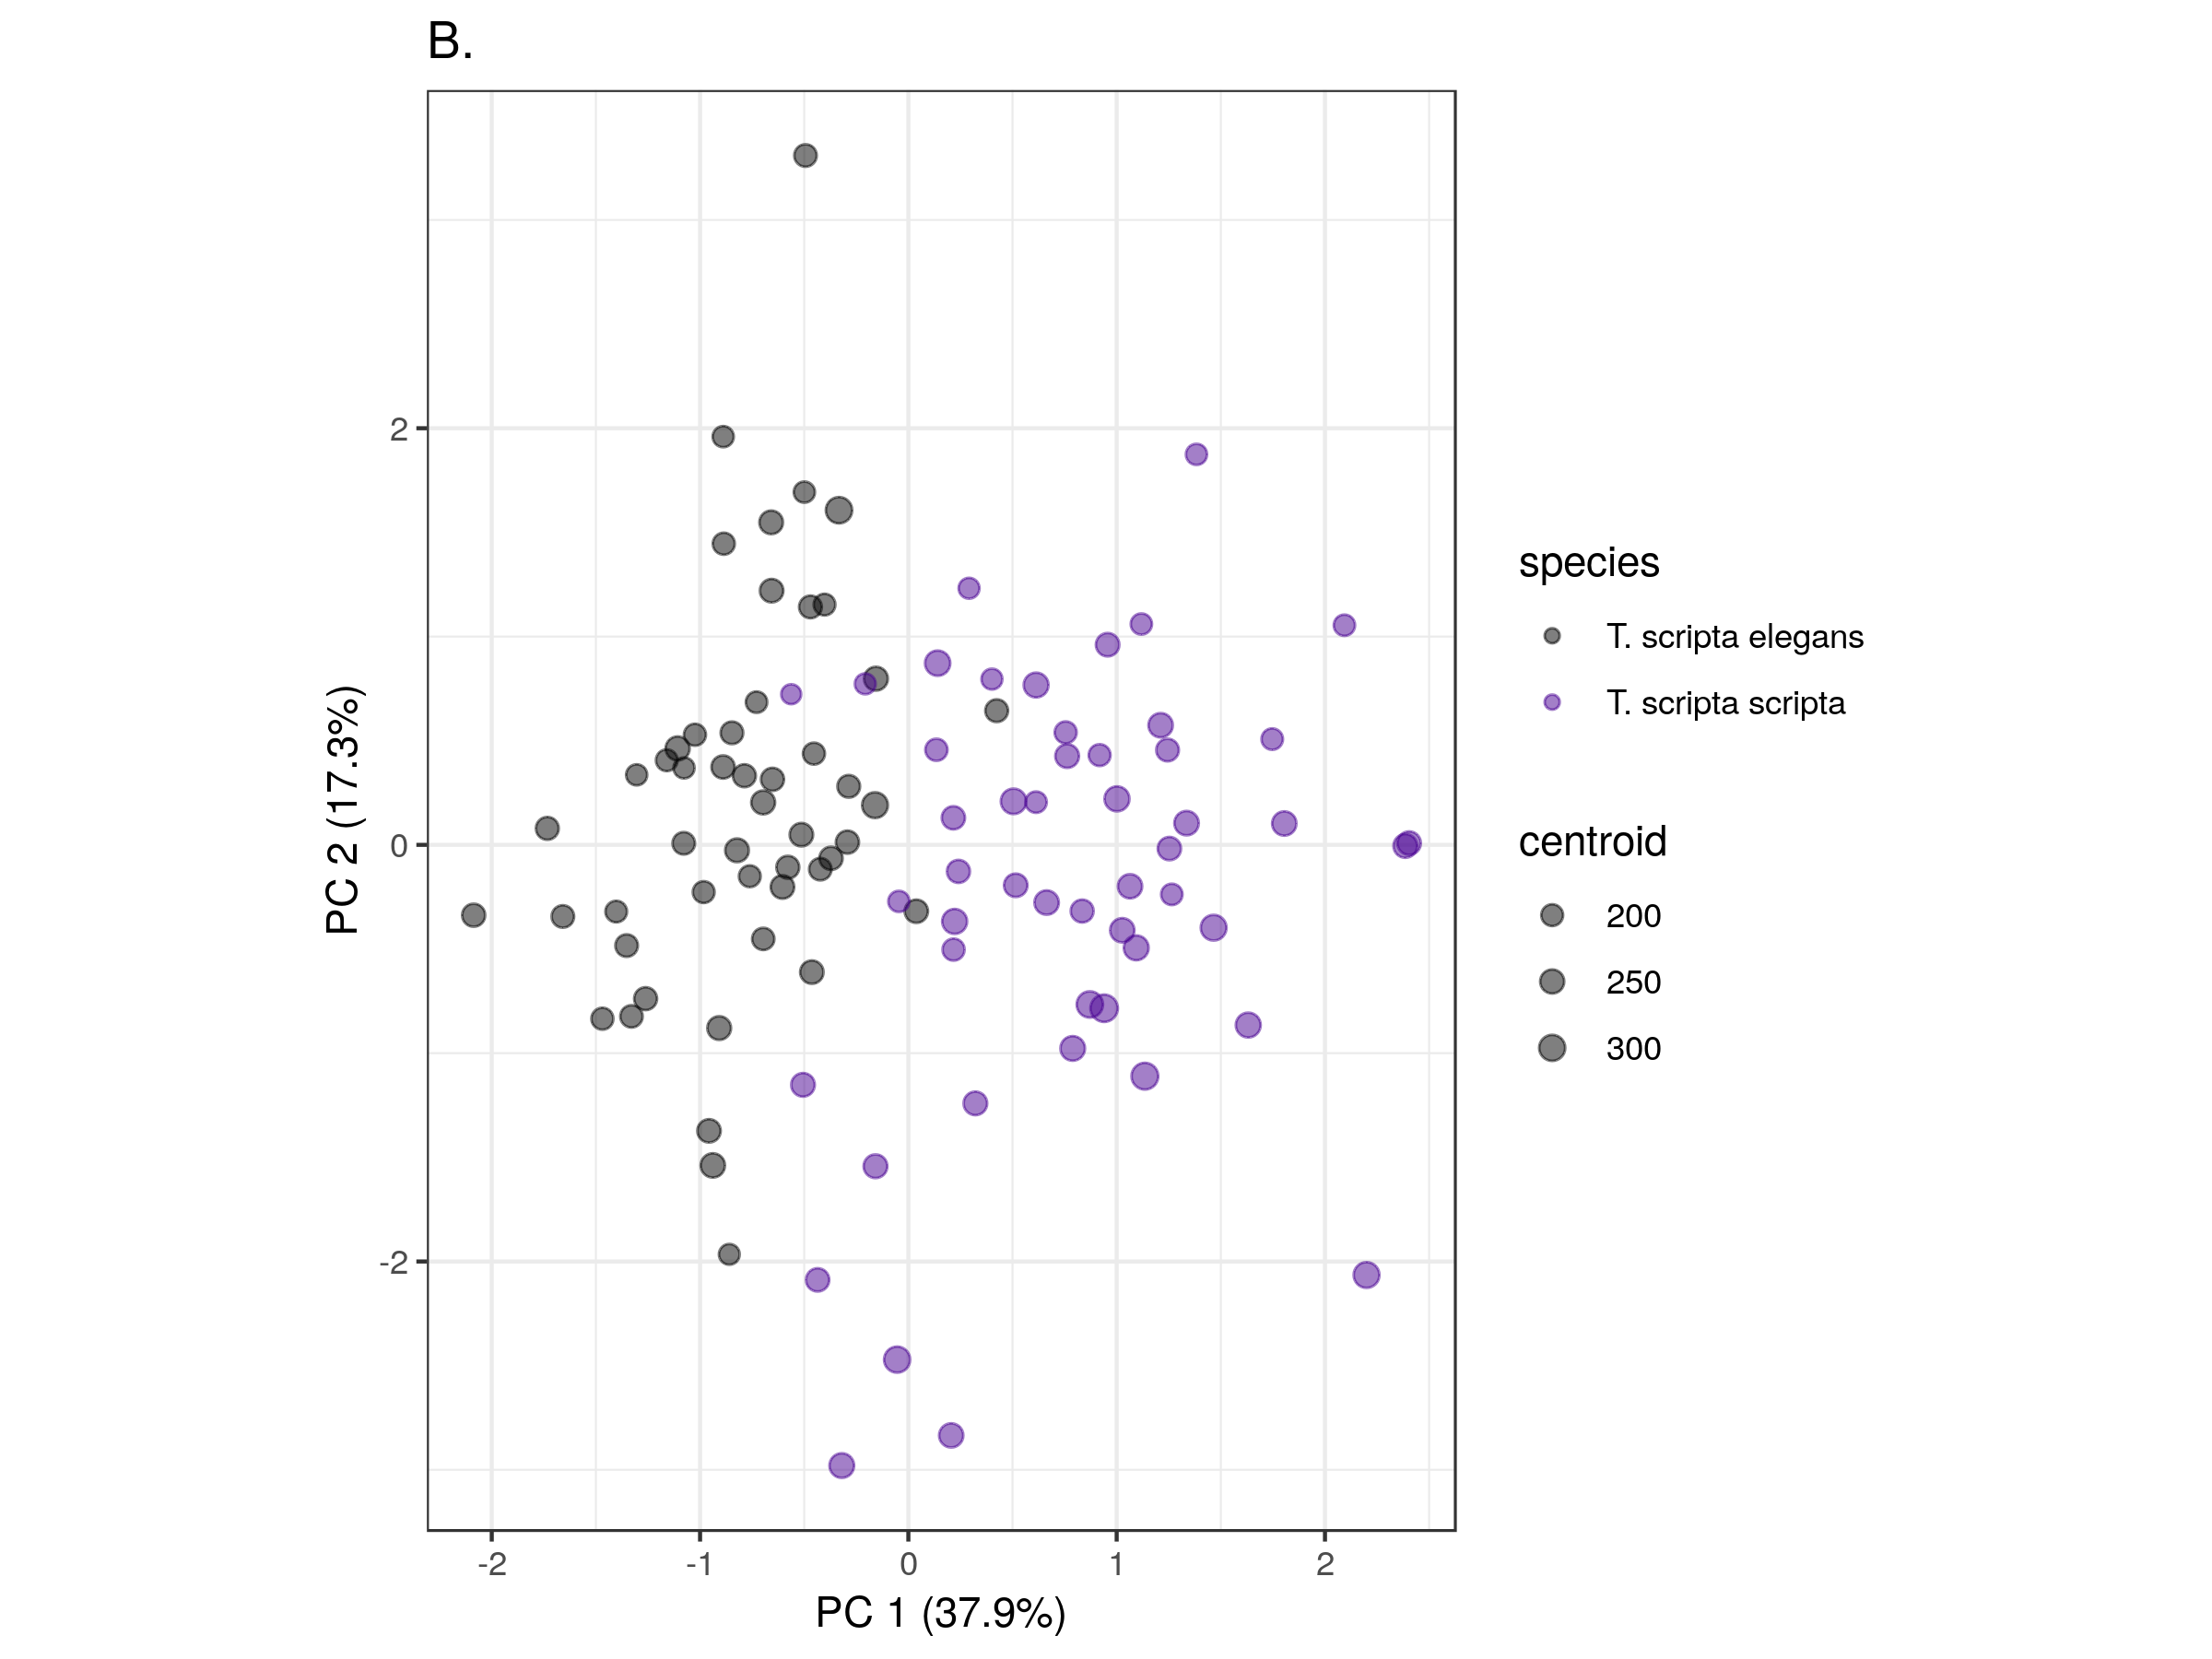 B.
PC 2 (17.3%)
2
0
-2
-2 -1 0 1 2
PC 1 (37.9%)
species
T. scripta elegans
T. scripta scripta
centroid
200
250
300